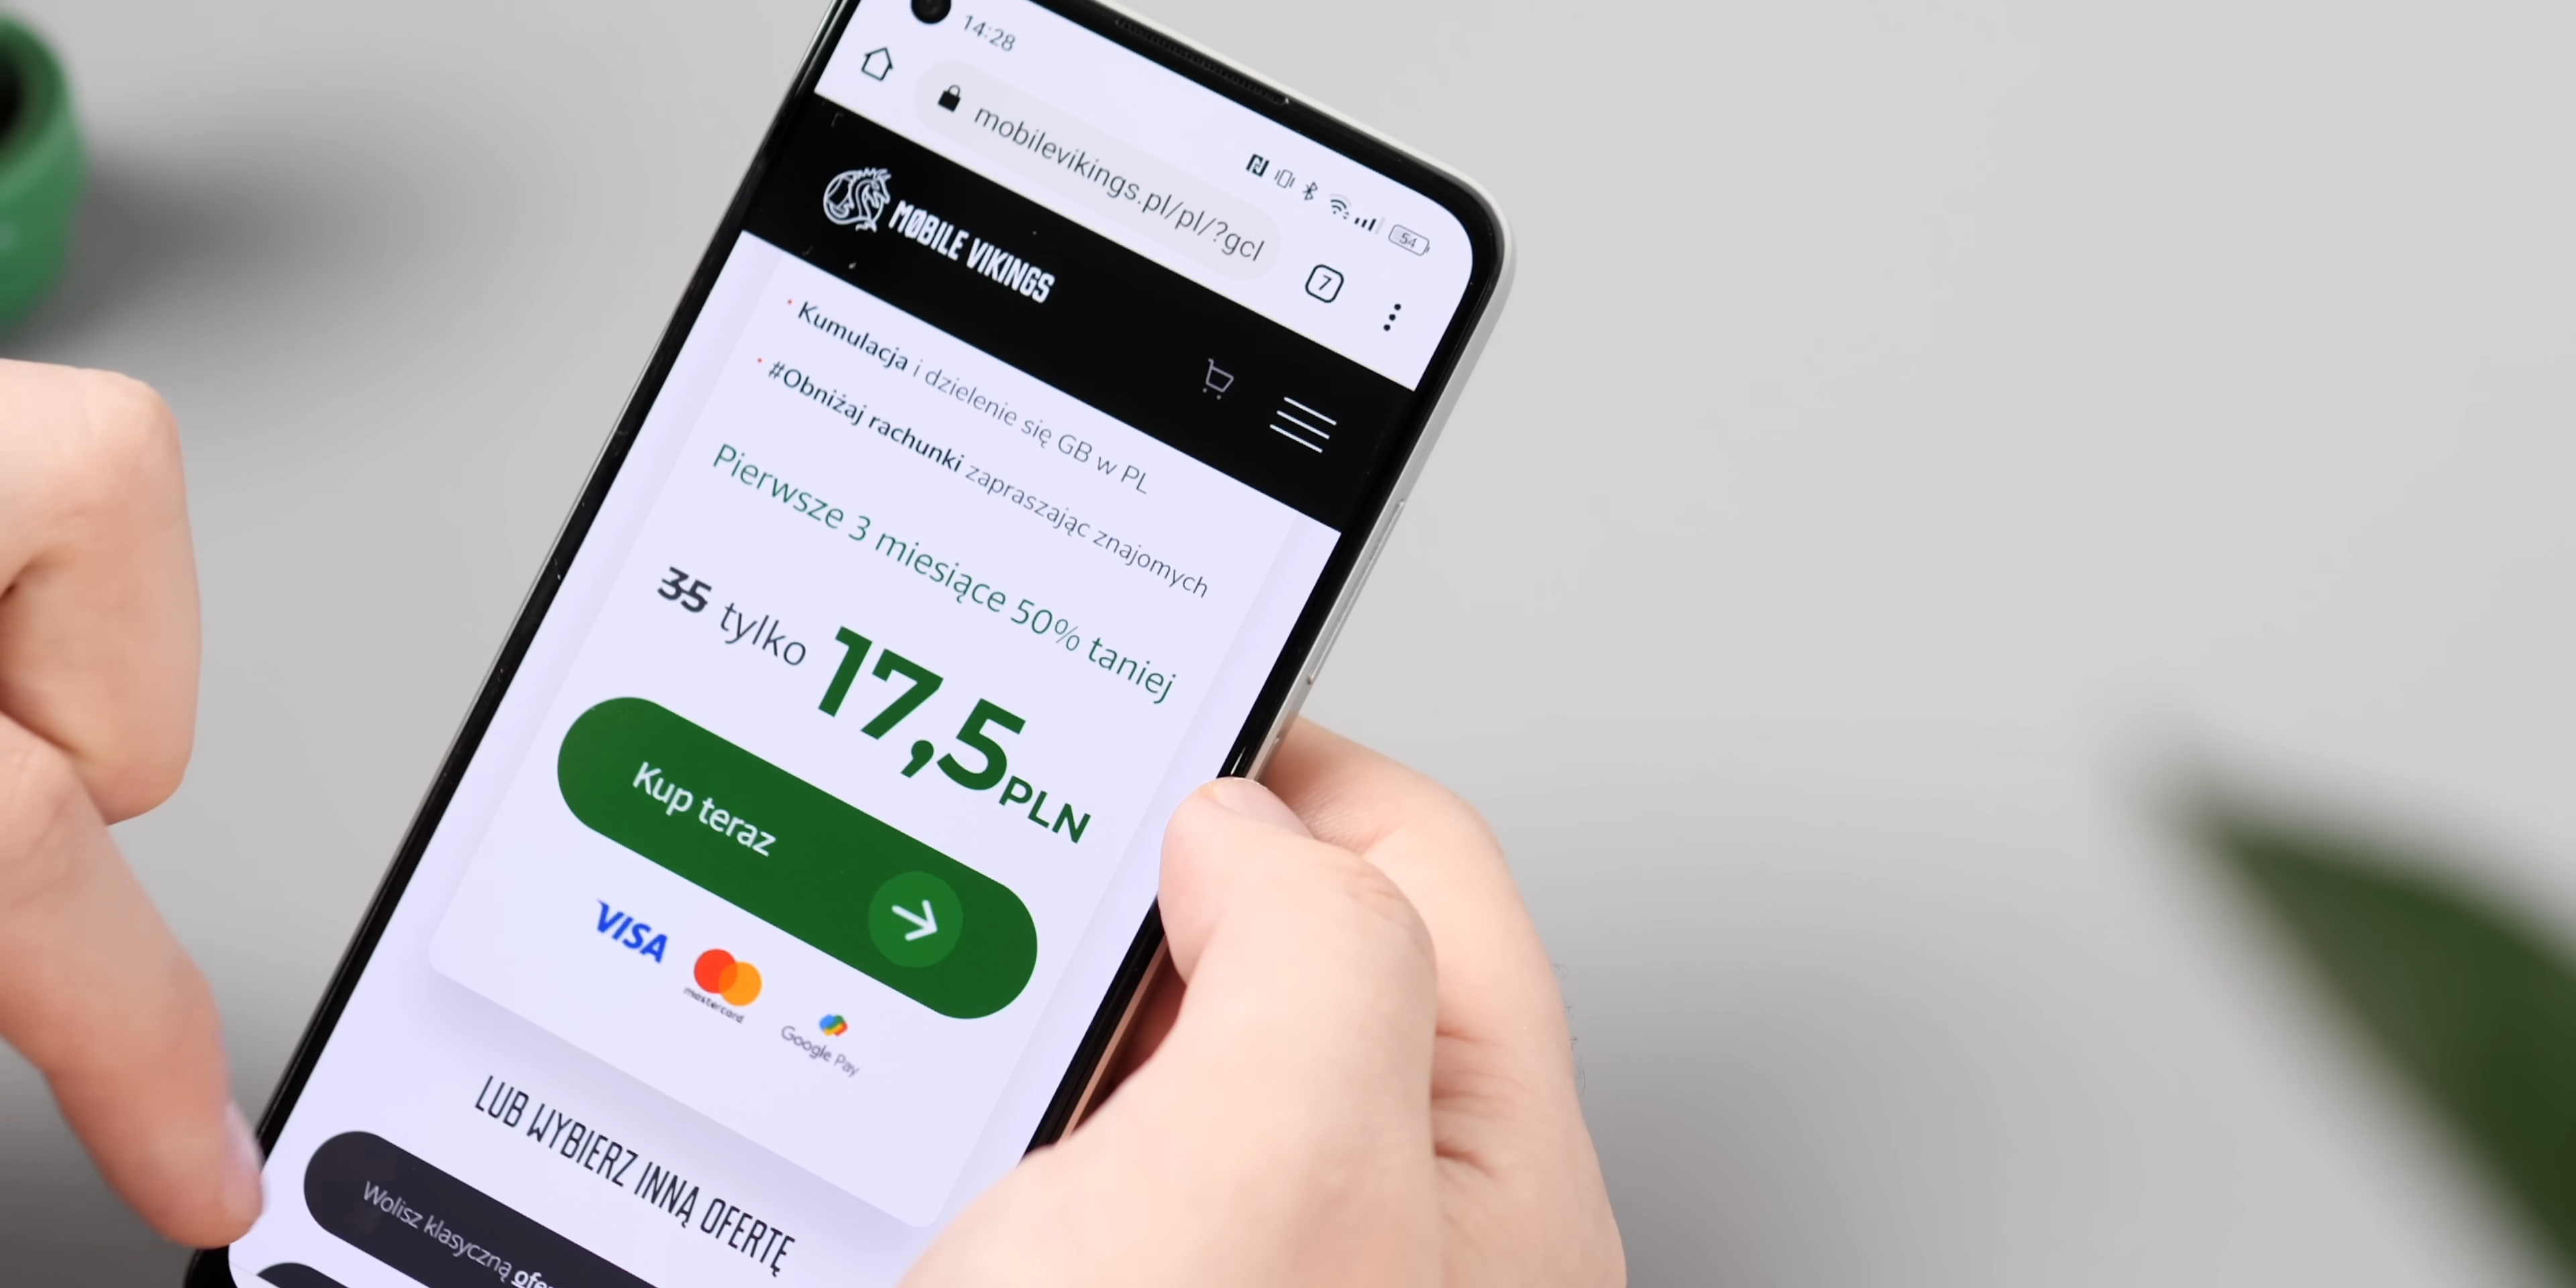 14:28
54
mobilevikings.pl/pl/?gcl
7
MOBILE VIKINGS
Kumulacja i dzielenie się GB w PL
#Obniżaj rachunki zapraszając znajomych
Pierwsze 3 miesiące 50% taniej
35 tylko 17,5PLN
Kup teraz
VISA
mastercard
Google Pay
LUB WYBIERZ INNĄ OFERTĘ
Wolisz klasyczną